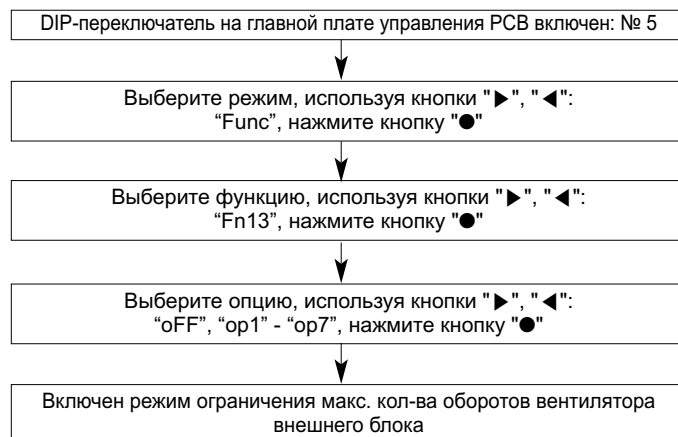 DIP-переключатель на главной плате управления PCB включен: № 5
Выберите режим, используя кнопки "▶", "◀":
“Func”, нажмите кнопку "●"
Выберите функцию, используя кнопки "▶", "◀":
“Fn13”, нажмите кнопку "●"
Выберите опцию, используя кнопки "▶", "◀":
“oFF”, “op1” - “op7”, нажмите кнопку "●"
Включен режим ограничения макс. кол-ва оборотов вентилятора
внешнего блока